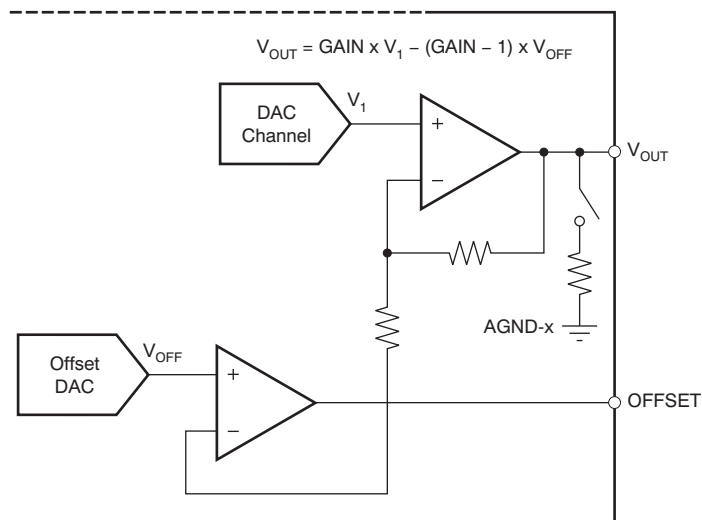 V_OUT = GAIN x V_1 – (GAIN – 1) x V_OFF
DAC
Channel
V_1
+
–
V_OUT
AGND-x
Offset
DAC
V_OFF
+
–
OFFSET